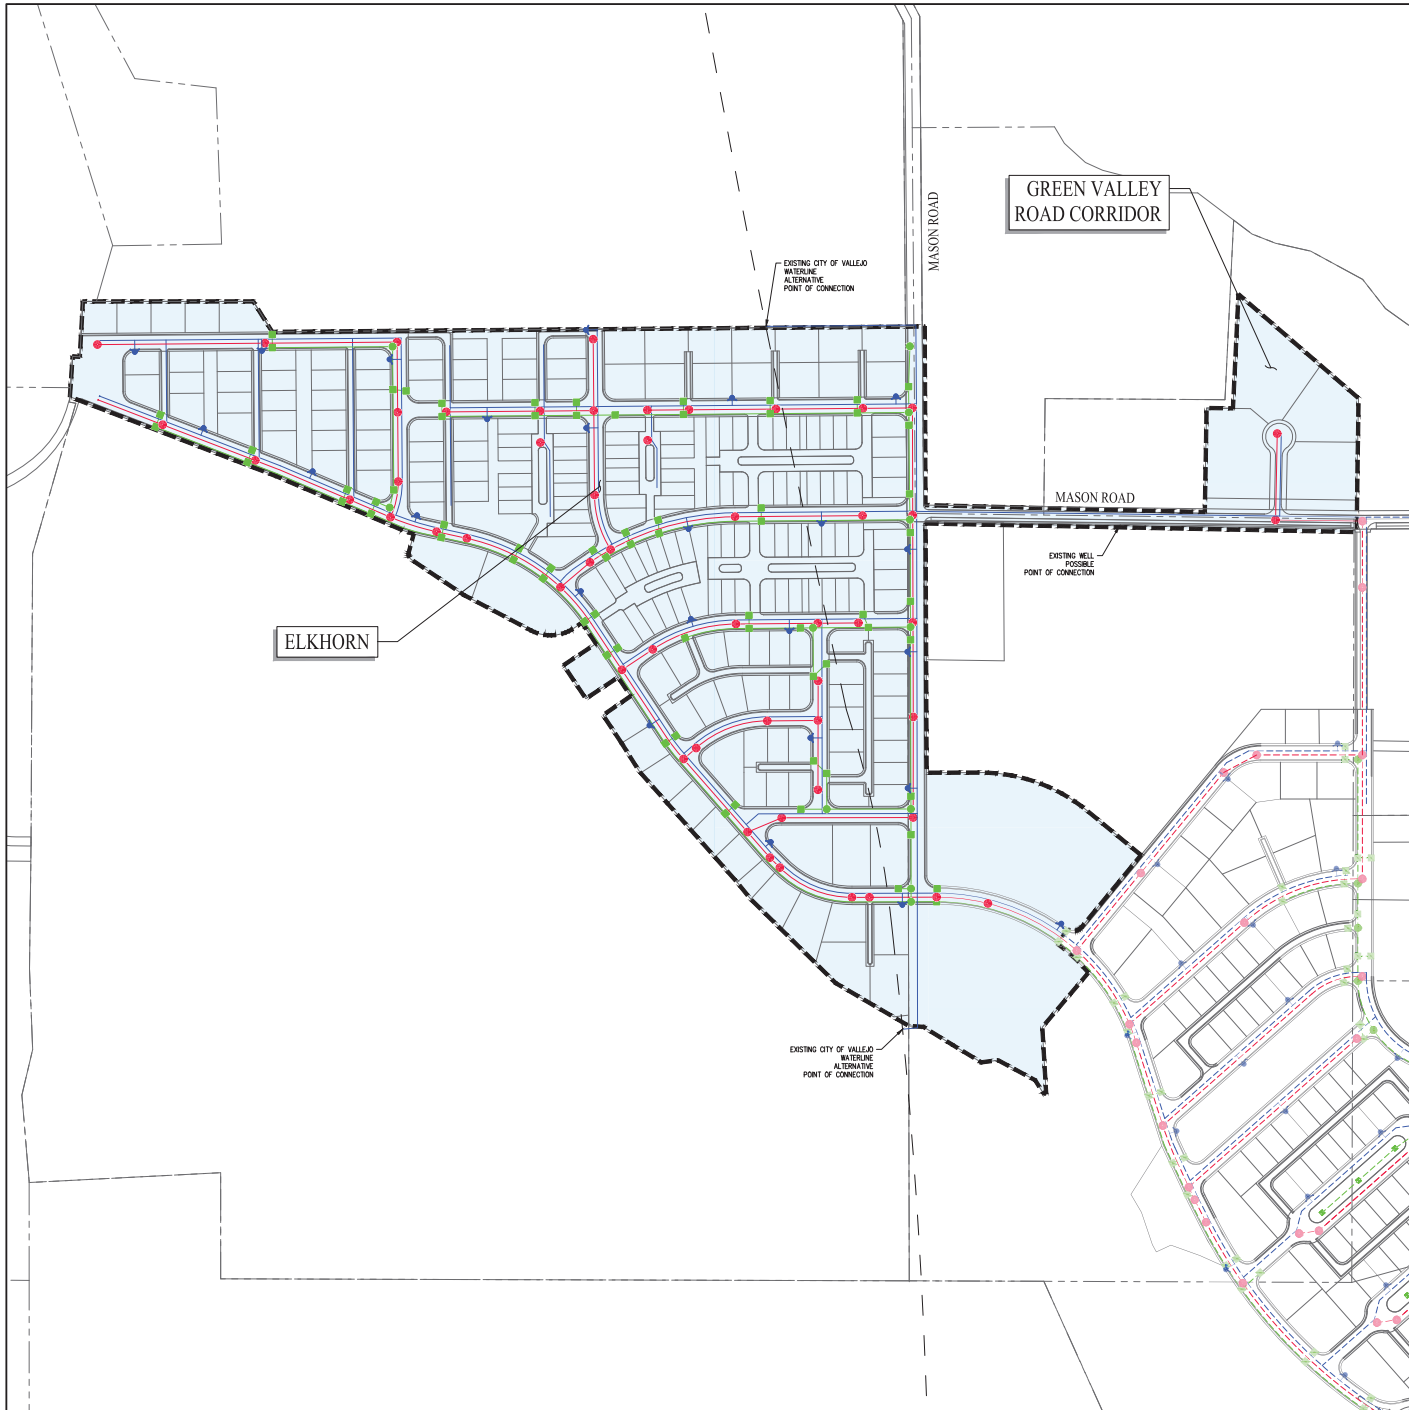 GREEN VALLEY
ROAD CORRIDOR
MASON ROAD
EXISTING CITY OF VALLEJO
WATERLINE
ALTERNATIVE
POINT OF CONNECTION
MASON ROAD
EXISTING WELL
POSSIBLE
POINT OF CONNECTION
ELKHORN
EXISTING CITY OF VALLEJO
WATERLINE
ALTERNATIVE
POINT OF CONNECTION